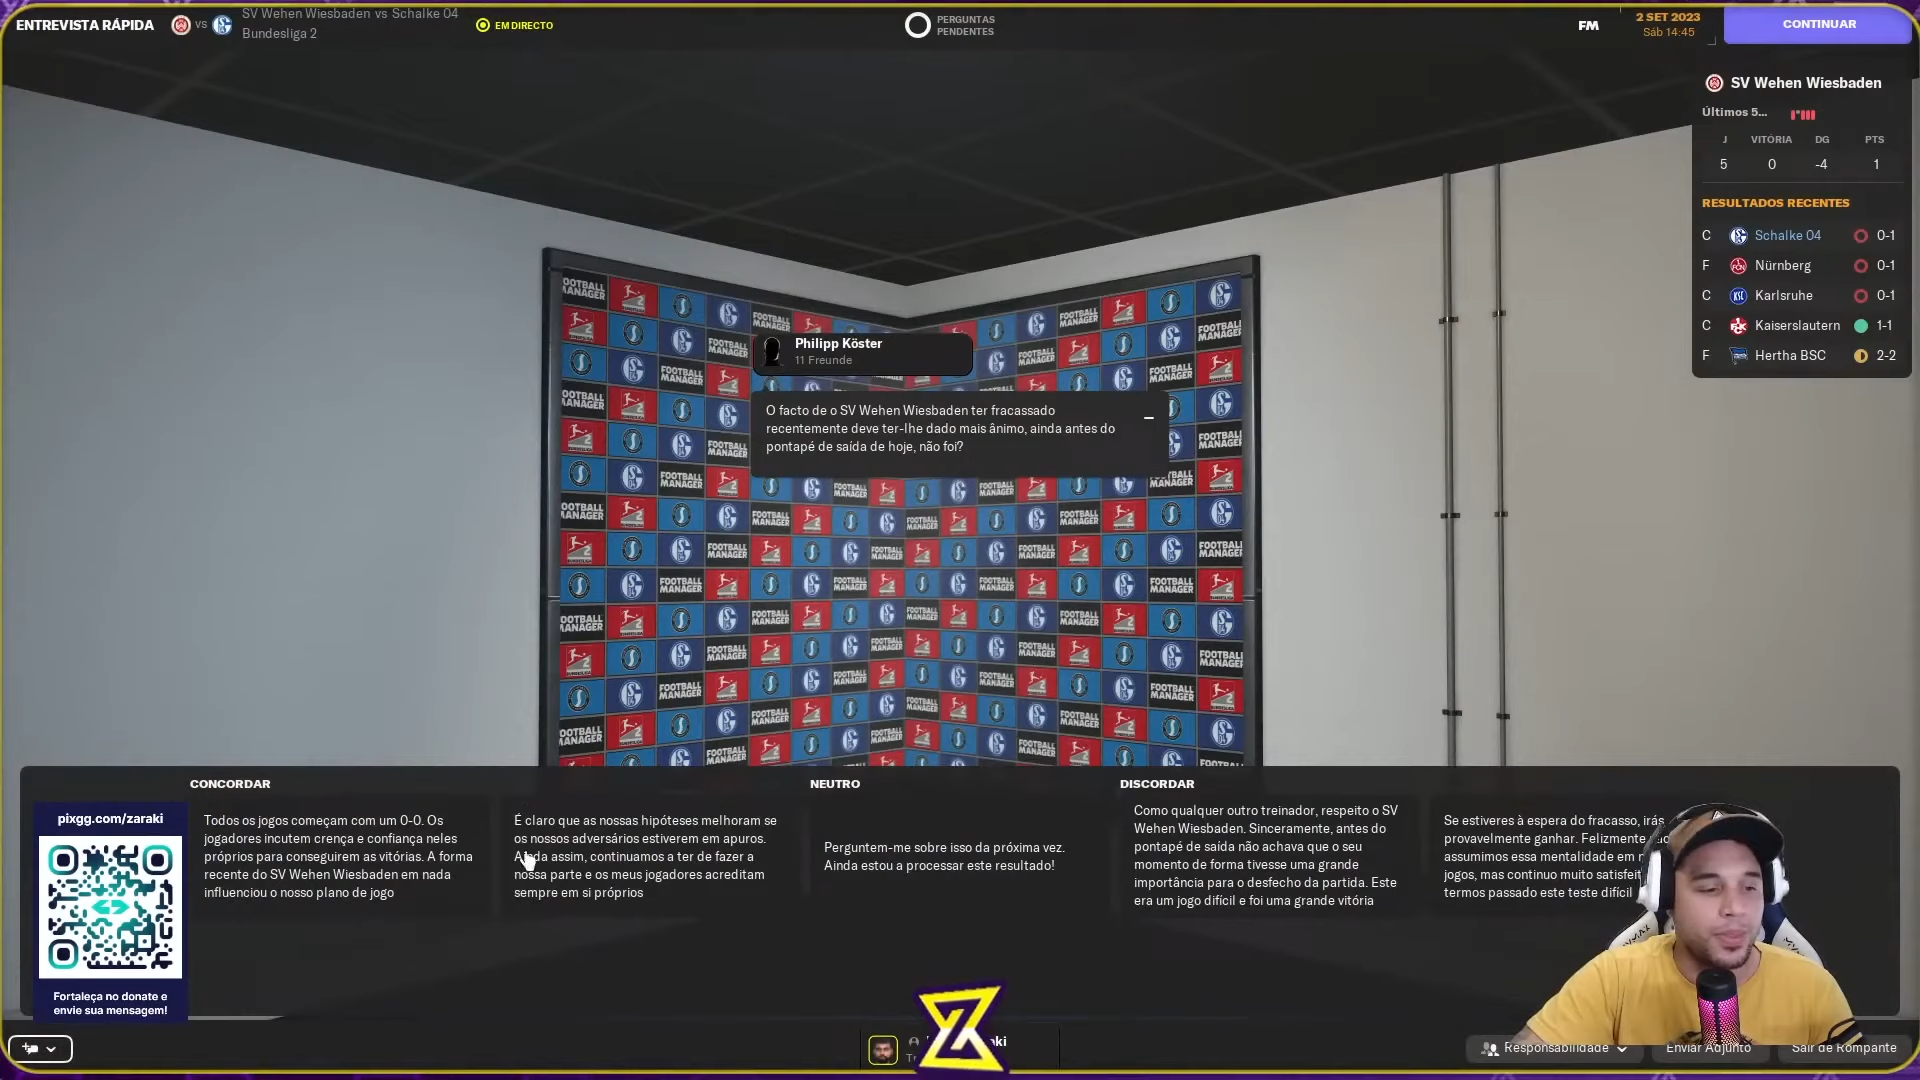 ENTREVISTA RÁPIDA
VS
SV Wehen Wiesbaden vs Schalke 04
Bundesliga 2
EM DIRECTO
PERGUNTAS
PENDENTES
FM
2 SET 2023
Sáb 14:45
CONTINUAR
SV Wehen Wiesbaden
Últimos 5...
J VITÓRIA DG PTS
5 0 -4 1
RESULTADOS RECENTES
C Schalke 04 0-1
F Nürnberg 0-1
C Karlsruhe 0-1
C Kaiserslautern 1-1
F Hertha BSC 2-2
Philipp Köster
11 Freunde
O facto de o SV Wehen Wiesbaden ter fracassado
recentemente deve ter-lhe dado mais ânimo, ainda antes do
pontapé de saída de hoje, não foi?
FOOTBALL
MANAGER
CONCORDAR
Todos os jogos começam com um 0-0. Os
jogadores incutem crença e confiança neles
próprios para conseguirem as vitórias. A forma
recente do SV Wehen Wiesbaden em nada
influenciou o nosso plano de jogo
É claro que as nossas hipóteses melhoram se
os nossos adversários estiverem em apuros.
Ainda assim, continuamos a ter de fazer a
nossa parte e os meus jogadores acreditam
sempre em si próprios
NEUTRO
Perguntem-me sobre isso da próxima vez.
Ainda estou a processar este resultado!
DISCORDAR
Como qualquer outro treinador, respeito o SV
Wehen Wiesbaden. Sinceramente, antes do
pontapé de saída não achava que o seu
momento de forma tivesse uma grande
importância para o desfecho da partida. Este
era um jogo difícil e foi uma grande vitória
Se estiveres à espera do fracasso, irás
provavelmente ganhar. Felizmente
assumimos essa mentalidade em
jogos, mas continuo muito
termos passado este teste difícil
pixgg.com/zaraki
Fortaleça no donate e
envie sua mensagem!
Responsabilidade
Enviar Adjunto
Sair de Rompante